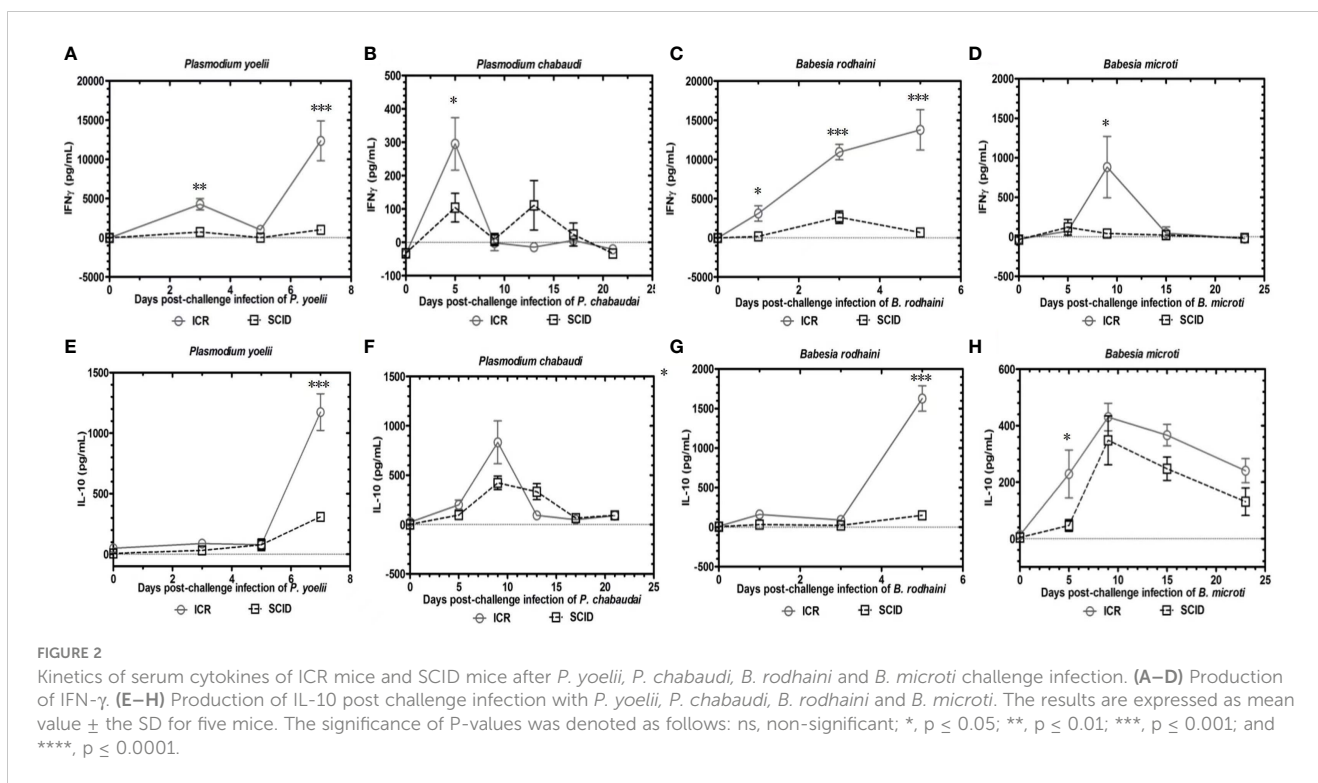 A
Plasmodium yoelii
IFNγ (pg/mL)
20000
15000
10000
5000
0
-5000
**
***
0 2 4 6 8
Days post-challenge infection of P. yoelii
ICR SCID
B
Plasmodium chabaudi
IFNγ (pg/mL)
500
400
300
200
100
0
-100
*
0 5 10 15 20 25
Days post-challenge infection of P. chabaudai
ICR SCID
C
Babesia rodhaini
IFNγ (pg/mL)
20000
15000
10000
5000
0
-5000
*
***
***
0 2 4 6
Days post-challenge infection of B. rodhaini
ICR SCID
D
Babesia microti
IFNγ (pg/mL)
2000
1500
1000
500
0
-500
*
0 5 10 15 20 25
Days post-challenge infection of B. microti
ICR SCID
E
Plasmodium yoelii
IL-10 (pg/mL)
1500
1000
500
0
***
0 2 4 6 8
Days post-challenge infection of P. yoelii
ICR SCID
F
Plasmodium chabaudi
IL-10 (pg/mL)
1500
1000
500
0
-500
*
0 5 10 15 20 25
Days post-challenge infection of P. chabaudai
ICR SCID
G
Babesia rodhaini
IL-10 (pg/mL)
2000
1500
1000
500
0
-500
***
0 2 4 6
Days post-challenge infection of B. rodhaini
ICR SCID
H
Babesia microti
IL-10 (pg/mL)
600
400
200
0
*
0 5 10 15 20 25
Days post-challenge infection of B. microti
ICR SCID
FIGURE 2
Kinetics of serum cytokines of ICR mice and SCID mice after P. yoelii, P. chabaudi, B. rodhaini and B. microti challenge infection. (A–D) Production
of IFN-γ. (E–H) Production of IL-10 post challenge infection with P. yoelii, P. chabaudi, B. rodhaini and B. microti. The results are expressed as mean
value ± the SD for five mice. The significance of P-values was denoted as follows: ns, non-significant; *, p ≤ 0.05; **, p ≤ 0.01; ***, p ≤ 0.001; and
****, p ≤ 0.0001.